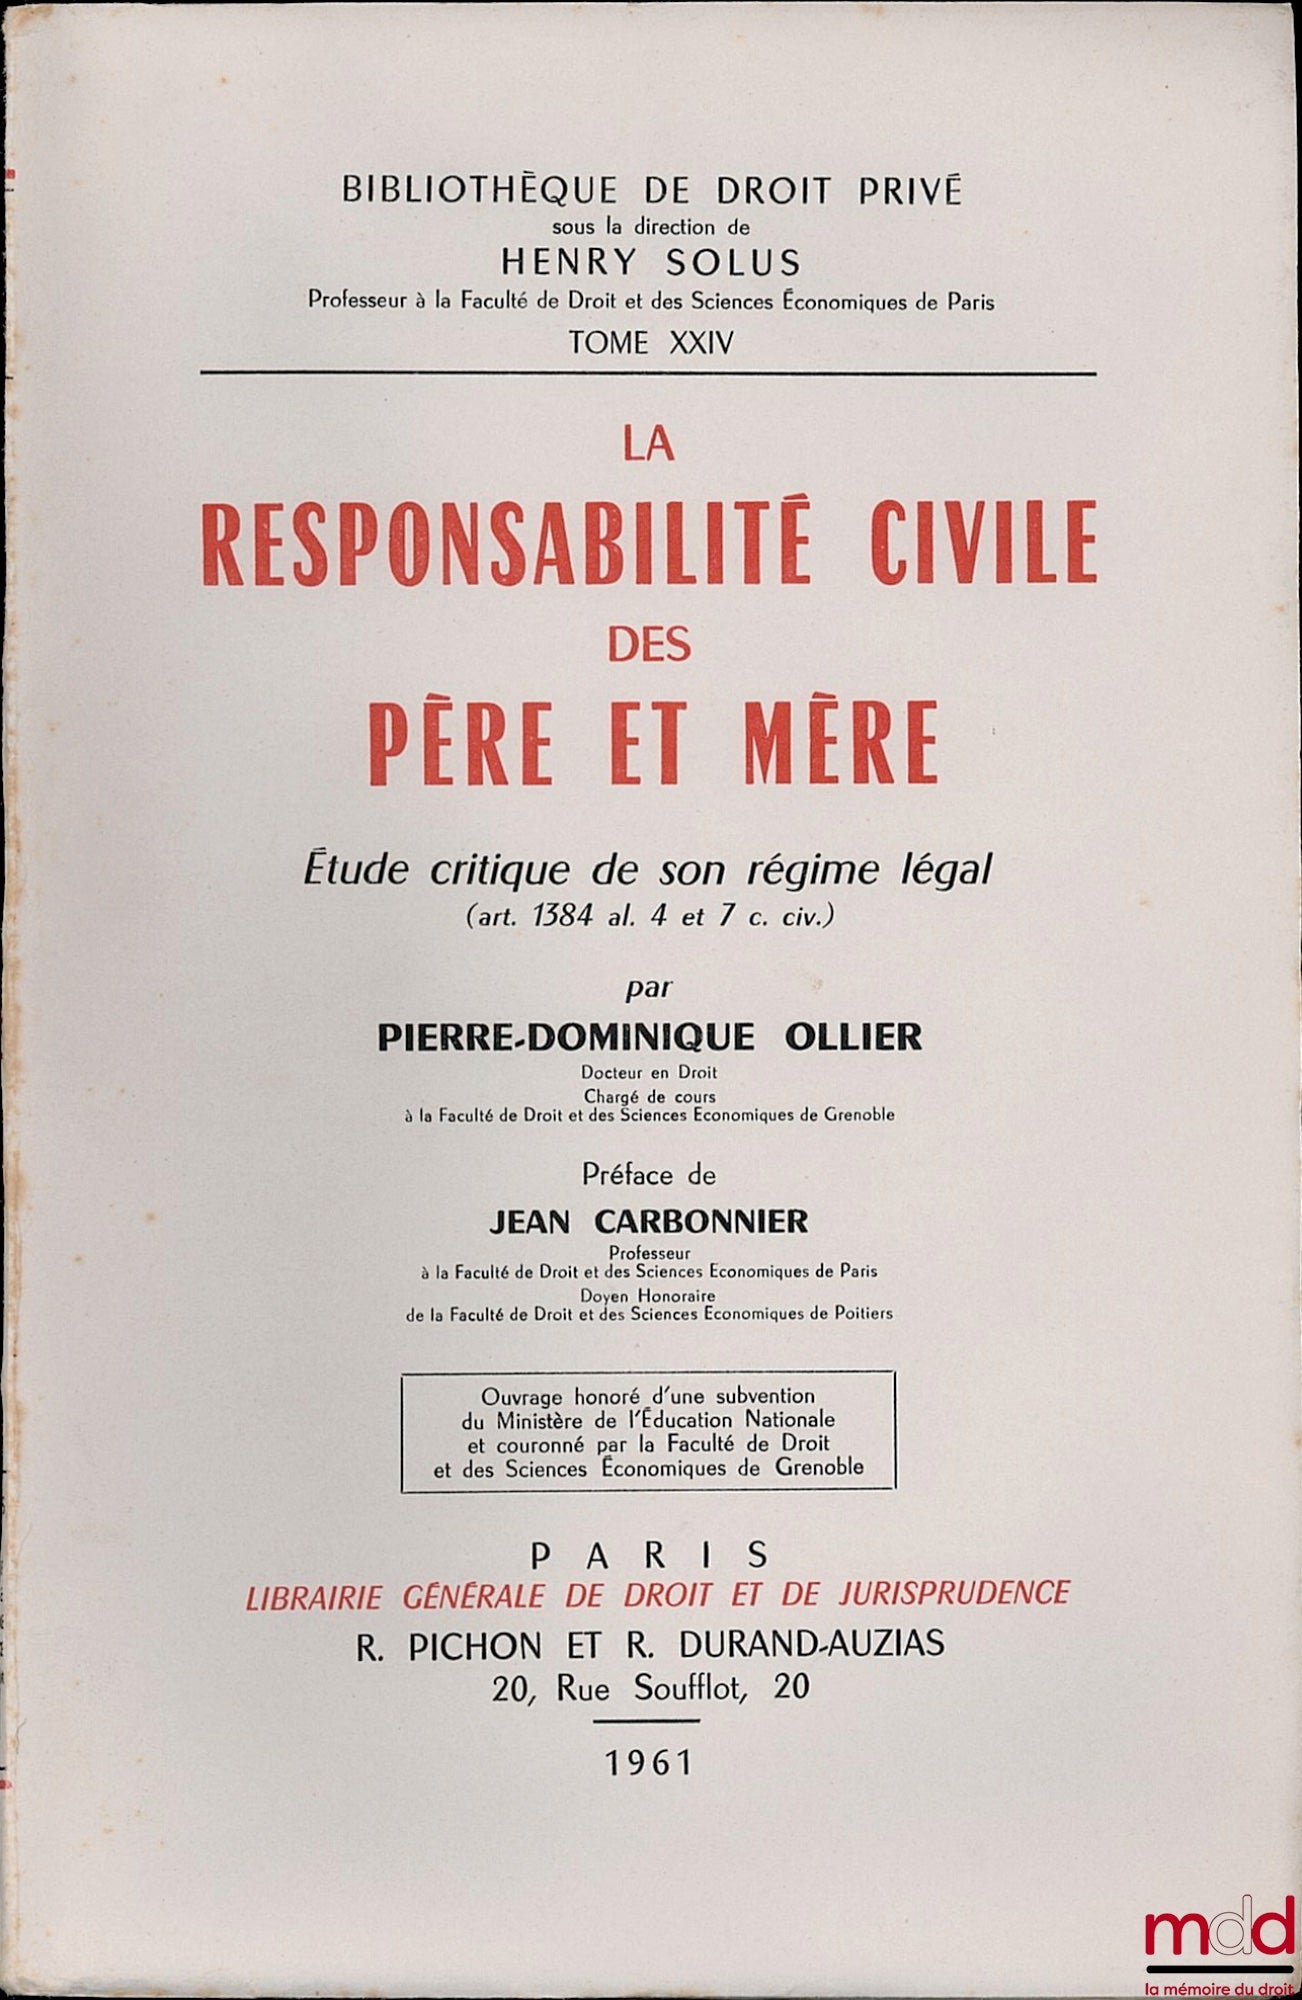 BIBLIOTHÈQUE DE DROIT PRIVÉ
sous la direction de
HENRY SOLUS
Professeur à la Faculté de Droit et des Sciences Économiques de Paris
TOME XXIV
LA
RESPONSABILITÉ CIVILE
DES
PÈRE ET MÈRE
Étude critique de son régime légal
(art. 1384 al. 4 et 7 c. civ.)
par
PIERRE-DOMINIQUE OLLIER
Docteur en Droit
Chargé de cours
à la Faculté de Droit et des Sciences Economiques de Grenoble
Préface de
JEAN CARBONNIER
Professeur
à la Faculté de Droit et des Sciences Economiques de Paris
Doyen Honoraire
de la Faculté de Droit et des Sciences Economiques de Poitiers
Ouvrage honoré d'une subvention
du Ministère de l'Éducation Nationale
et couronné par la Faculté de Droit
et des Sciences Économiques de Grenoble
PARIS
LIBRAIRIE GÉNÉRALE DE DROIT ET DE JURISPRUDENCE
R. PICHON ET R. DURAND-AUZIAS
20, Rue Soufflot, 20
1961
mdd
la mémoire du droit